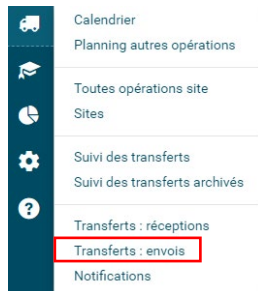 Calendrier
Planning autres opérations
Toutes opérations site
Sites
Suivi des transferts
Suivi des transferts archivés
Transferts : réceptions
Transferts : envois
Notifications